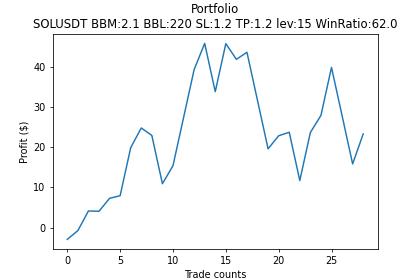 Portfolio
SOLUSDT BBM:2.1 BBL:220 SL:1.2 TP:1.2 lev:15 WinRatio:62.0
Profit ($)
40
30
20
10
0
0 5 10 15 20 25
Trade counts